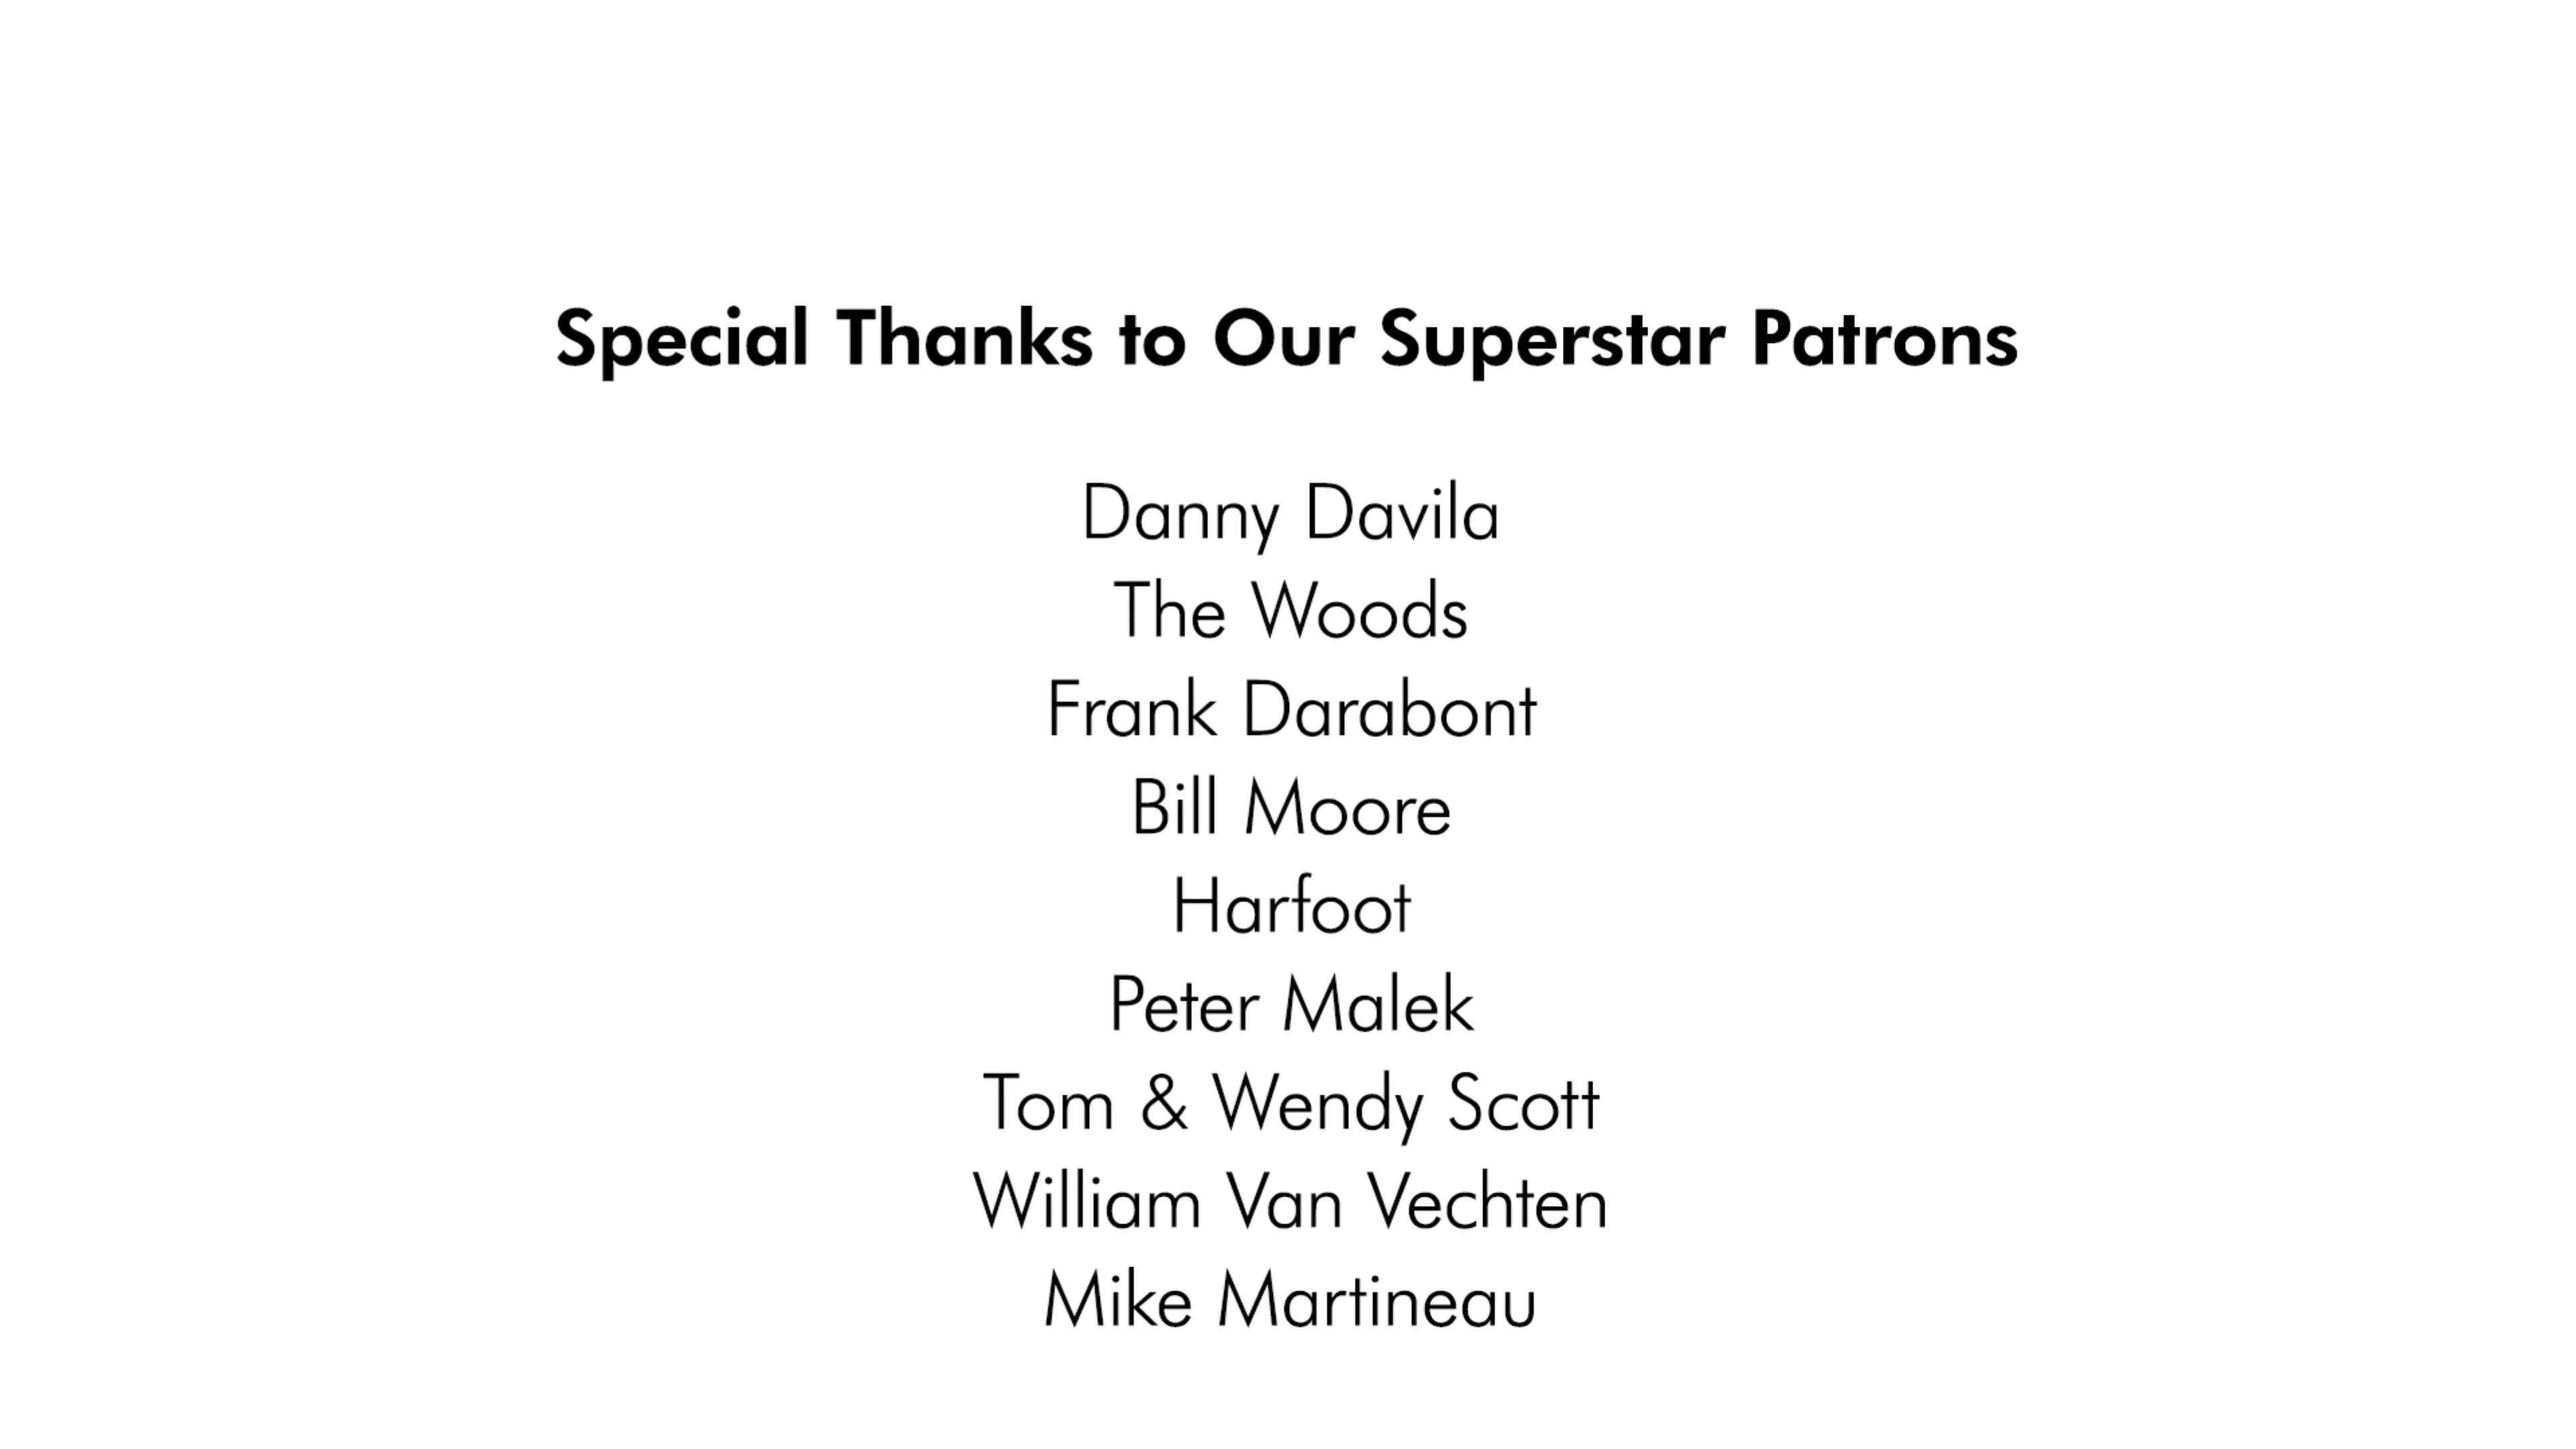 Special Thanks to Our Superstar Patrons
Danny Davila
The Woods
Frank Darabont
Bill Moore
Harfoot
Peter Malek
Tom & Wendy Scott
William Van Vechten
Mike Martineau